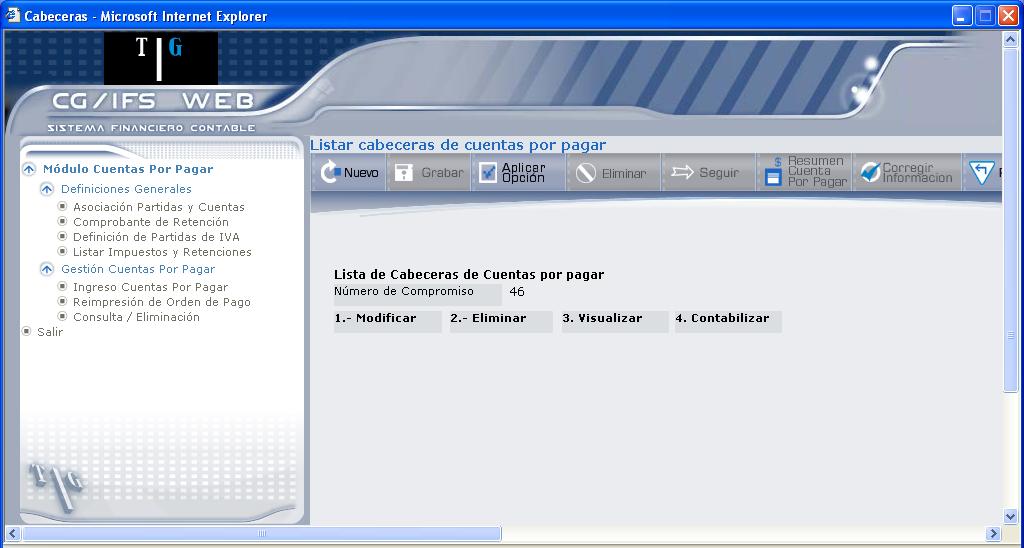 Cabeceras - Microsoft Internet Explorer
T G
CG/IFS WEB
SISTEMA FINANCIERO CONTABLE
Módulo Cuentas Por Pagar
Definiciones Generales
Asociación Partidas y Cuentas
Comprobante de Retención
Definición de Partidas de IVA
Listar Impuestos y Retenciones
Gestión Cuentas Por Pagar
Ingreso Cuentas Por Pagar
Reimpresión de Orden de Pago
Consulta / Eliminación
Salir
T G
Listar cabeceras de cuentas por pagar
Nuevo
Grabar
Aplicar
Opción
Eliminar
Seguir
Resumen
Cuenta
Por Pagar
Corregir
Informacion
Lista de Cabeceras de Cuentas por pagar
Número de Compromiso 46
1.- Modificar 2.- Eliminar 3. Visualizar 4. Contabilizar